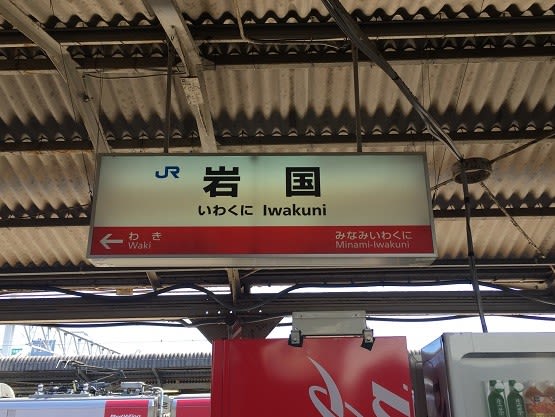 JR 岩国
いわくに Iwakuni
← わき みなみいわくに
Waki Minami-Iwakuni